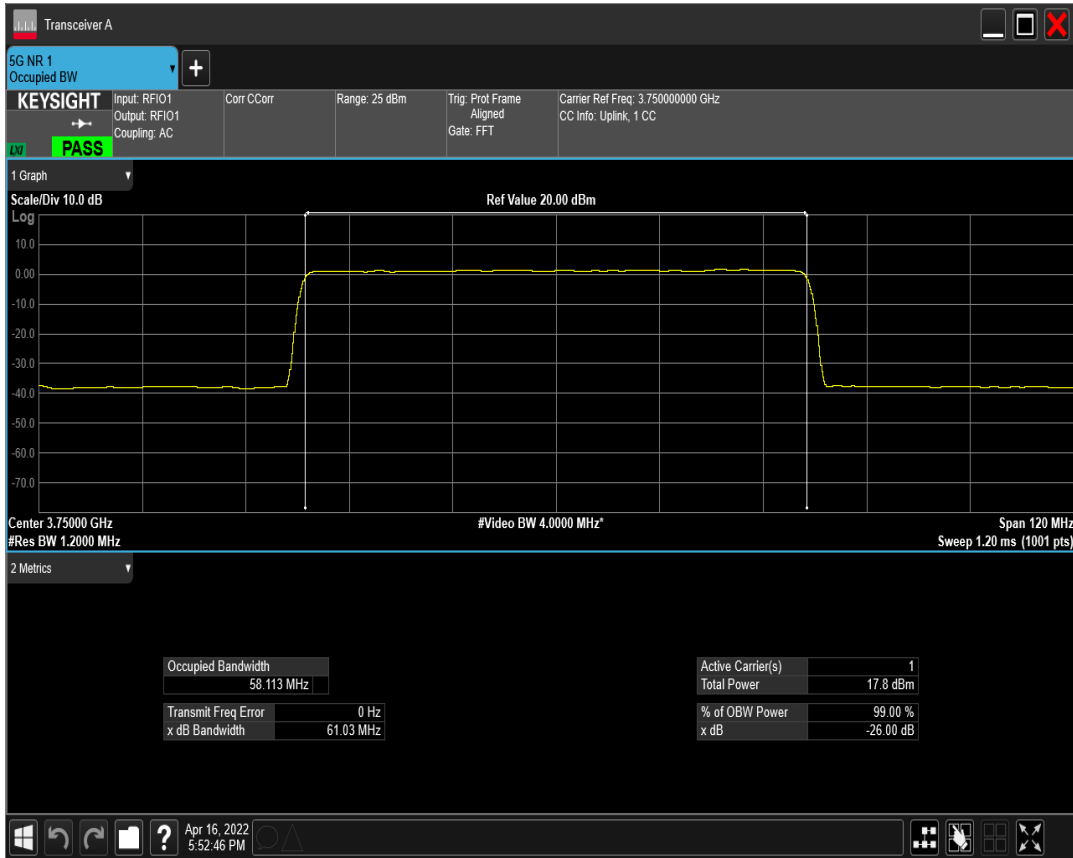 Transceiver A
5G NR 1
Occupied BW
+
KEYSIGHT
LXI
PASS
Input: RFIO1
Output: RFIO1
Coupling: AC
Corr CCorr
Range: 25 dBm
Trig: Prot Frame
Aligned
Gate: FFT
Carrier Ref Freq: 3.750000000 GHz
CC Info: Uplink, 1 CC
1 Graph
Scale/Div 10.0 dB
Ref Value 20.00 dBm
Log
10.0
0.00
-10.0
-20.0
-30.0
-40.0
-50.0
-60.0
-70.0
Center 3.75000 GHz
#Video BW 4.0000 MHz*
Span 120 MHz
#Res BW 1.2000 MHz
Sweep 1.20 ms (1001 pts)
2 Metrics
Occupied Bandwidth
58.113 MHz
Transmit Freq Error 0 Hz
x dB Bandwidth 61.03 MHz
Active Carrier(s) 1
Total Power 17.8 dBm
% of OBW Power 99.00 %
x dB -26.00 dB
?
Apr 16, 2022
5:52:46 PM